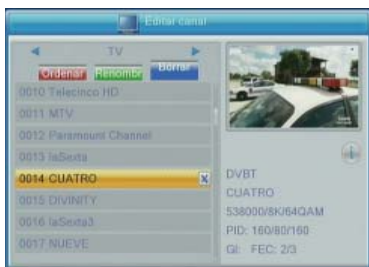 Editar canal
TV
Ordenar Renombr Borrar
0010 Telecinco HD
0011 MTV
0012 Paramount Channel
0013 laSexta
0014 CUATRO
0015 DIVINITY
0016 laSexta3
0017 NUEVE
DVBT
CUATRO
538000/8K/64QAM
PID: 160/80/160
GI: FEC: 2/3